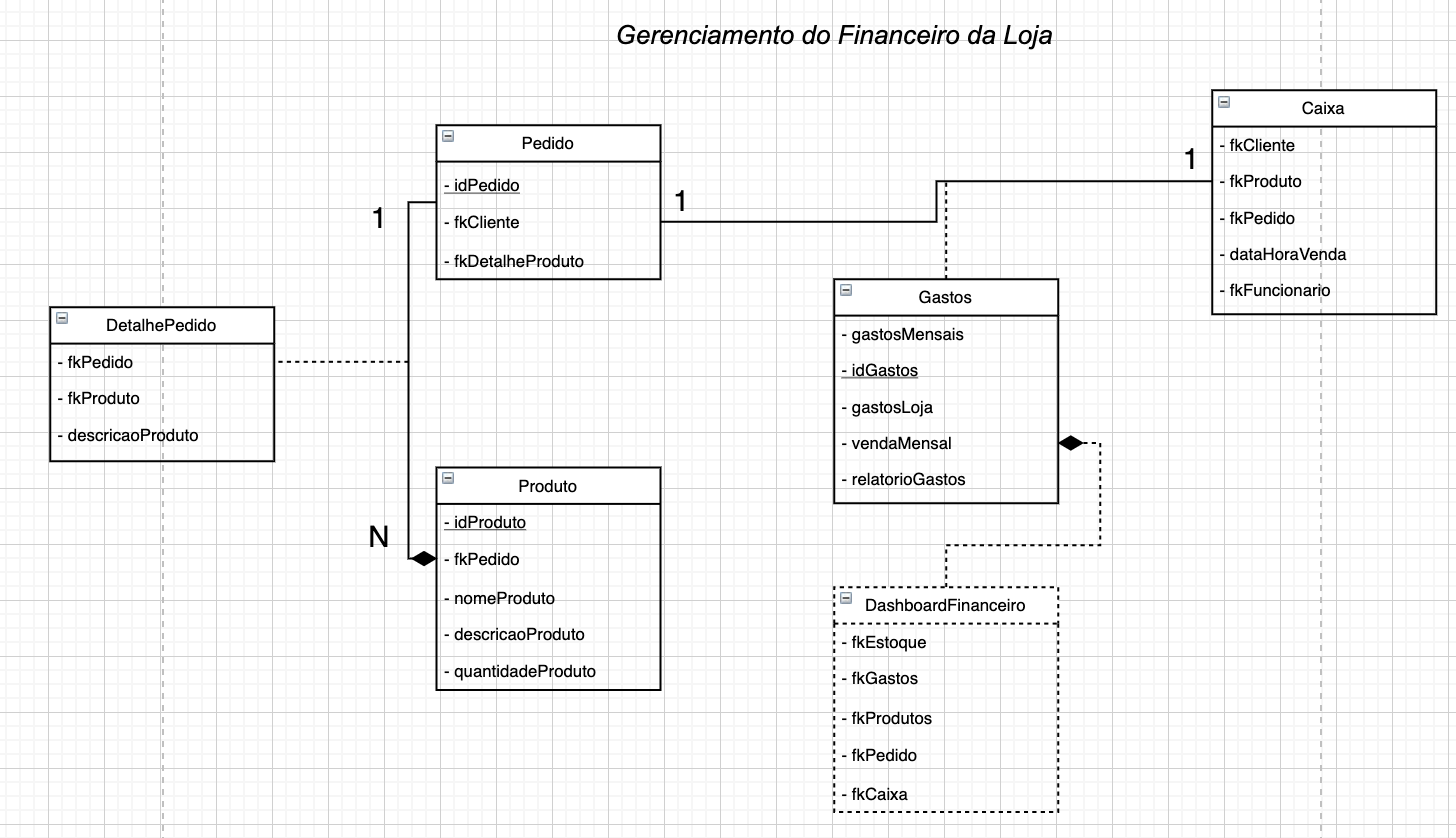 Gerenciamento do Financeiro da Loja
Caixa
- fkCliente
- fkProduto
- fkPedido
- dataHoraVenda
- fkFuncionario
1
Pedido
- idPedido
- fkCliente
- fkDetalheProduto
1
1
DetalhePedido
- fkPedido
- fkProduto
- descricaoProduto
Gastos
- gastosMensais
- idGastos
- gastosLoja
- vendaMensal
- relatorioGastos
N
Produto
- idProduto
- fkPedido
- nomeProduto
- descricaoProduto
- quantidadeProduto
DashboardFinanceiro
- fkEstoque
- fkGastos
- fkProdutos
- fkPedido
- fkCaixa